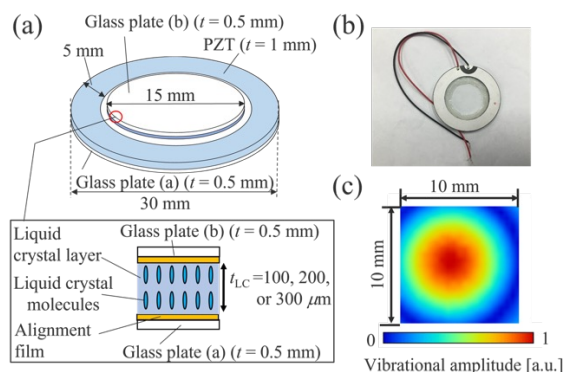 (a)
Glass plate (b) (t = 0.5 mm)
PZT (t = 1 mm)
5 mm
15 mm
Glass plate (a) (t = 0.5 mm)
30 mm
Liquid
crystal layer
Liquid crystal
molecules
Alignment
film
Glass plate (b) (t = 0.5 mm)
t_LC =100, 200,
or 300 μm
Glass plate (a) (t = 0.5 mm)
(b)
(c)
10 mm
10 mm
0
1
Vibrational amplitude [a.u.]